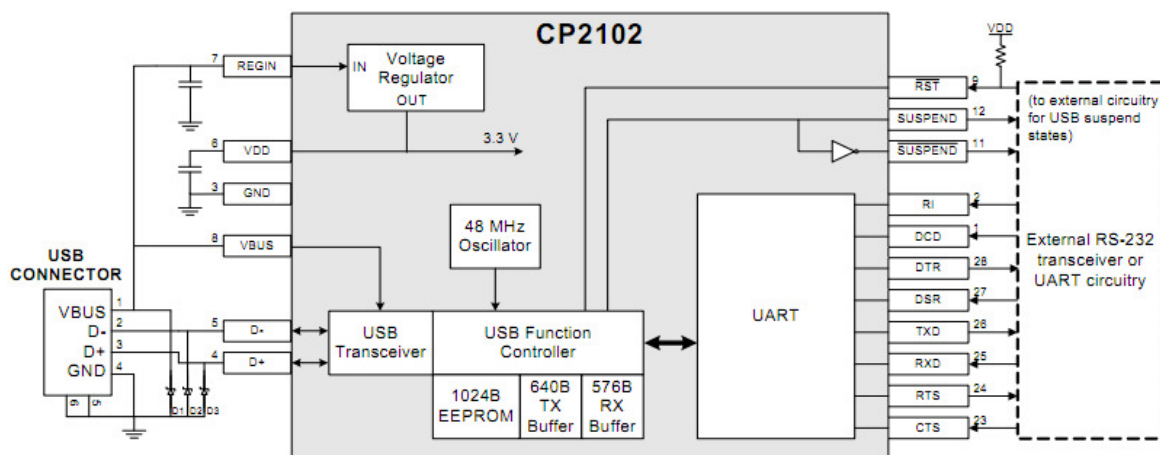 CP2102
VDD
7
REGIN
IN
Voltage
Regulator
OUT
6
VDD
3.3 V
3
GND
8
VBUS
48 MHz
Oscillator
USB
CONNECTOR
VBUS
1
D-
2
D+
3
GND
4
6
5
D1
D2
D3
5
D-
4
D+
USB
Transceiver
USB Function
Controller
1024B
EEPROM
640B
TX
Buffer
576B
RX
Buffer
UART
RST
9
SUSPEND
12
SUSPEND
11
RI
2
DCD
1
DTR
28
DSR
27
TXD
26
RXD
25
RTS
24
CTS
23
(to external circuitry
for USB suspend
states)
External RS-232
transceiver or
UART circuitry